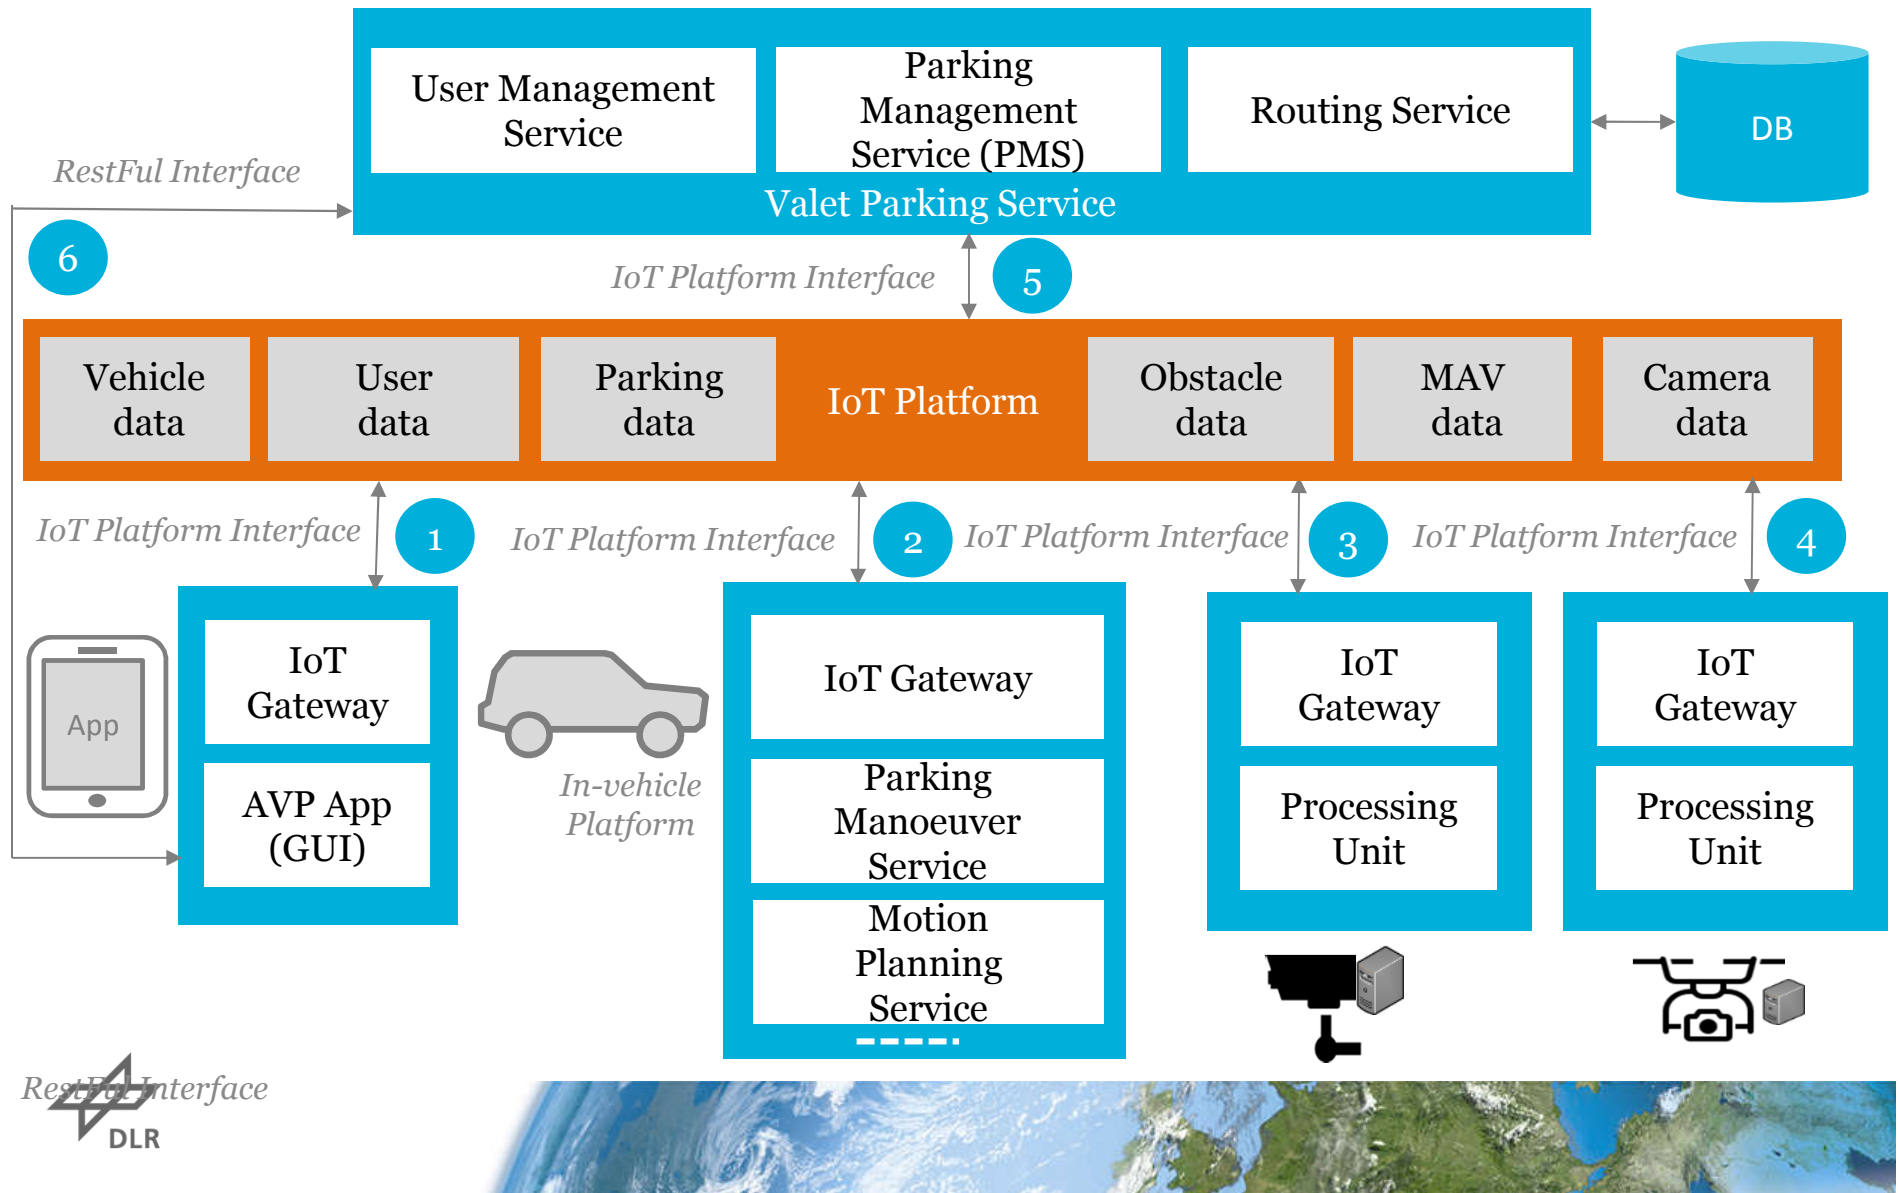 User Management
Service
Parking
Management
Service (PMS)
Routing Service
DB
Valet Parking Service
RestFul Interface
6
IoT Platform Interface
5
Vehicle
data
User
data
Parking
data
IoT Platform
Obstacle
data
MAV
data
Camera
data
IoT Platform Interface
1
IoT Platform Interface
2
IoT Platform Interface
3
IoT Platform Interface
4
App
IoT
Gateway
AVP App
(GUI)
In-vehicle
Platform
IoT Gateway
Parking
Manoeuver
Service
Motion
Planning
Service
IoT
Gateway
Processing
Unit
IoT
Gateway
Processing
Unit
RestFul Interface
DLR